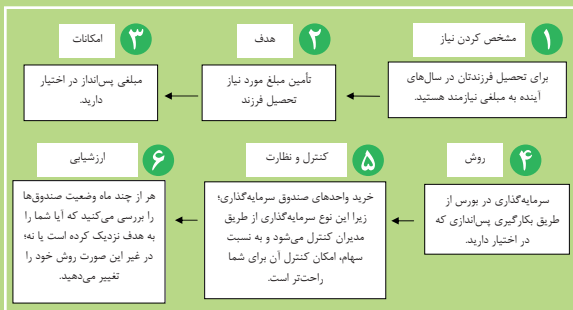 ۱ مشخص کردن نیاز
برای تحصیل فرزندتان در سال‌های
آینده به مبلغی نیازمند هستید.
۲ هدف
تأمین مبلغ مورد نیاز
تحصیل فرزند
۳ امکانات
مبلغی پس‌انداز در اختیار
دارید.
۴ روش
سرمایه‌گذاری در بورس از
طریق بکارگیری پس‌اندازی که
در اختیار دارید.
۵ کنترل و نظارت
خرید واحدهای صندوق سرمایه‌گذاری؛
زیرا این نوع سرمایه‌گذاری از طریق
مدیران کنترل می‌شود و به نسبت
سهام، امکان کنترل آن برای شما
راحت‌تر است.
۶ ارزشیابی
هر از چند ماه وضعیت صندوق‌ها
را بررسی می‌کنید که آیا شما را
به هدف نزدیک کرده است یا نه؛
در غیر این صورت روش خود را
تغییر می‌دهید.